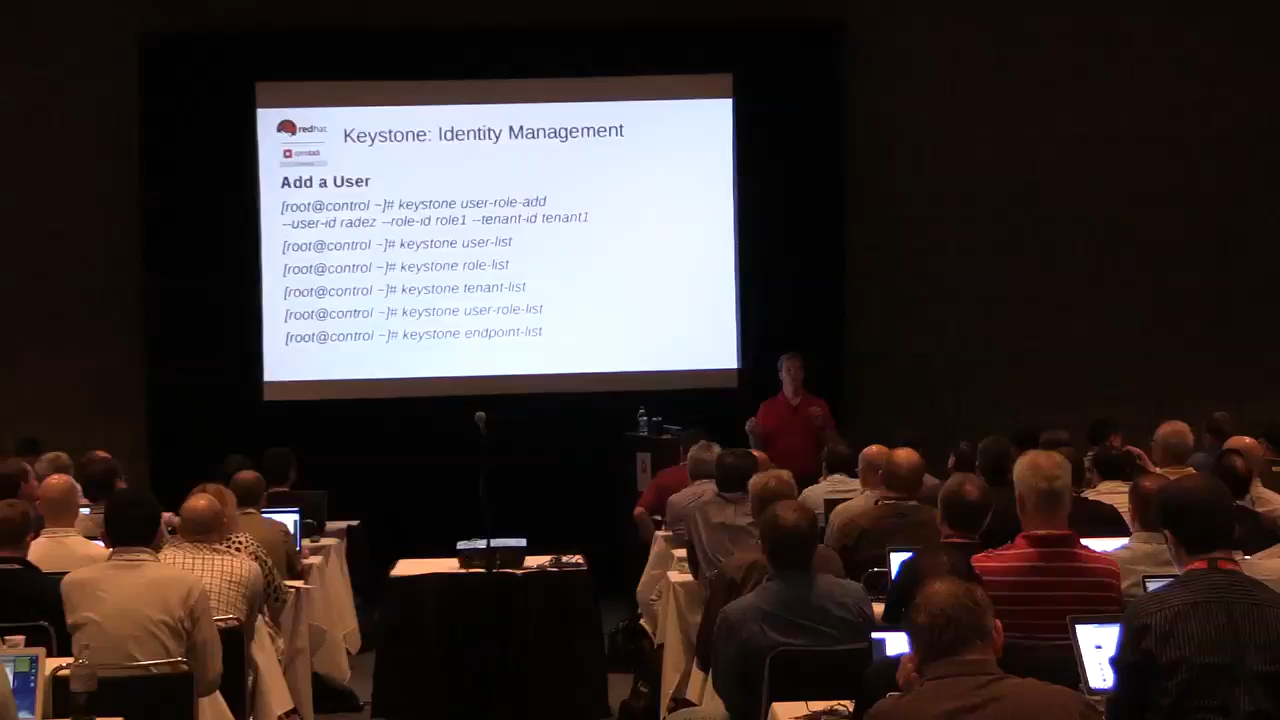 redhat.
openstack
Keystone: Identity Management
Add a User
[root@control ~]# keystone user-role-add
--user-id radez --role-id role1 --tenant-id tenant1
[root@control ~]# keystone user-list
[root@control ~]# keystone role-list
[root@control ~]# keystone tenant-list
[root@control ~]# keystone user-role-list
[root@control ~]# keystone endpoint-list